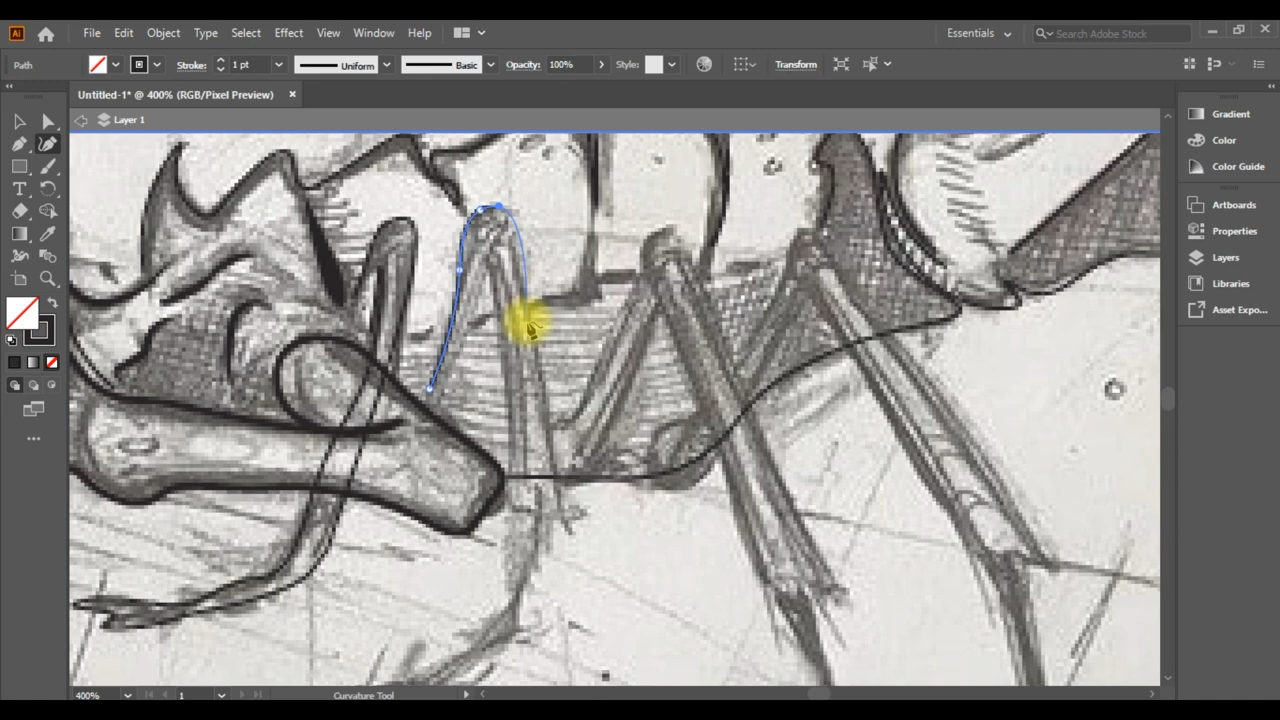 Ai File Edit Object Type Select Effect View Window Help Essentials Search Adobe Stock
Path Stroke: 1 pt Uniform Basic Opacity: 100% Style: Transform
Untitled-1* @ 400% (RGB/Pixel Preview)
Layer 1
Gradient
Color
Color Guide
Artboards
Properties
Layers
Libraries
Asset Expo...
400% 1 Curvature Tool